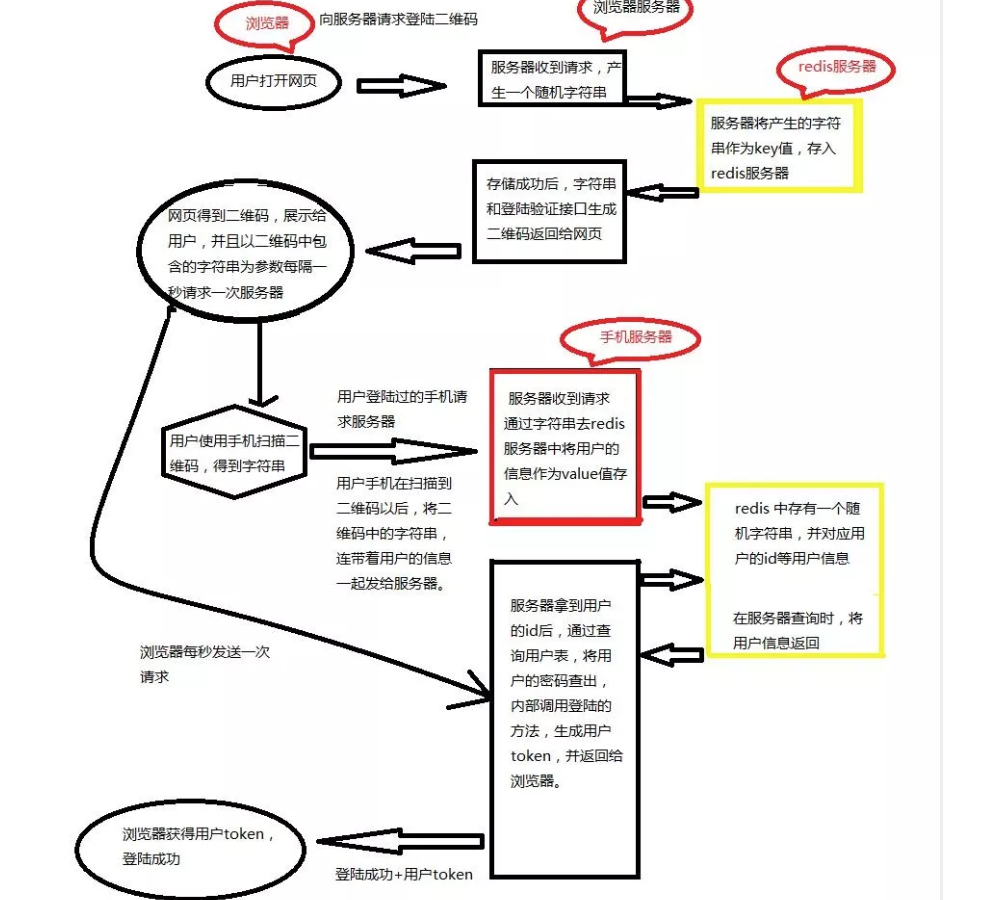 浏览器
向服务器请求登陆二维码
浏览器服务器
用户打开网页
服务器收到请求，产
生一个随机字符串
redis服务器
服务器将产生的字符
串作为key值，存入
redis服务器
存储成功后，字符串
和登陆验证接口生成
二维码返回给网页
网页得到二维码，展示给
用户，并且以二维码中包
含的字符串为参数每隔一
秒请求一次服务器
手机服务器
用户登陆过的手机请
求服务器
服务器收到请求
通过字符串去redis
服务器中将用户的
信息作为value值存
入
用户使用手机扫描二
维码，得到字符串
用户手机在扫描到
二维码以后，将二
维码中的字符串，
连带着用户的信息
一起发给服务器。
redis 中存有一个随
机字符串，并对应用
户的id等用户信息
在服务器查询时，将
用户信息返回
服务器拿到用户
的id后，通过查
询用户表，将用
户的密码查出，
内部调用登陆的
方法，生成用户
token，并返回给
浏览器。
浏览器每秒发送一次
请求
浏览器获得用户token，
登陆成功
登陆成功+用户token